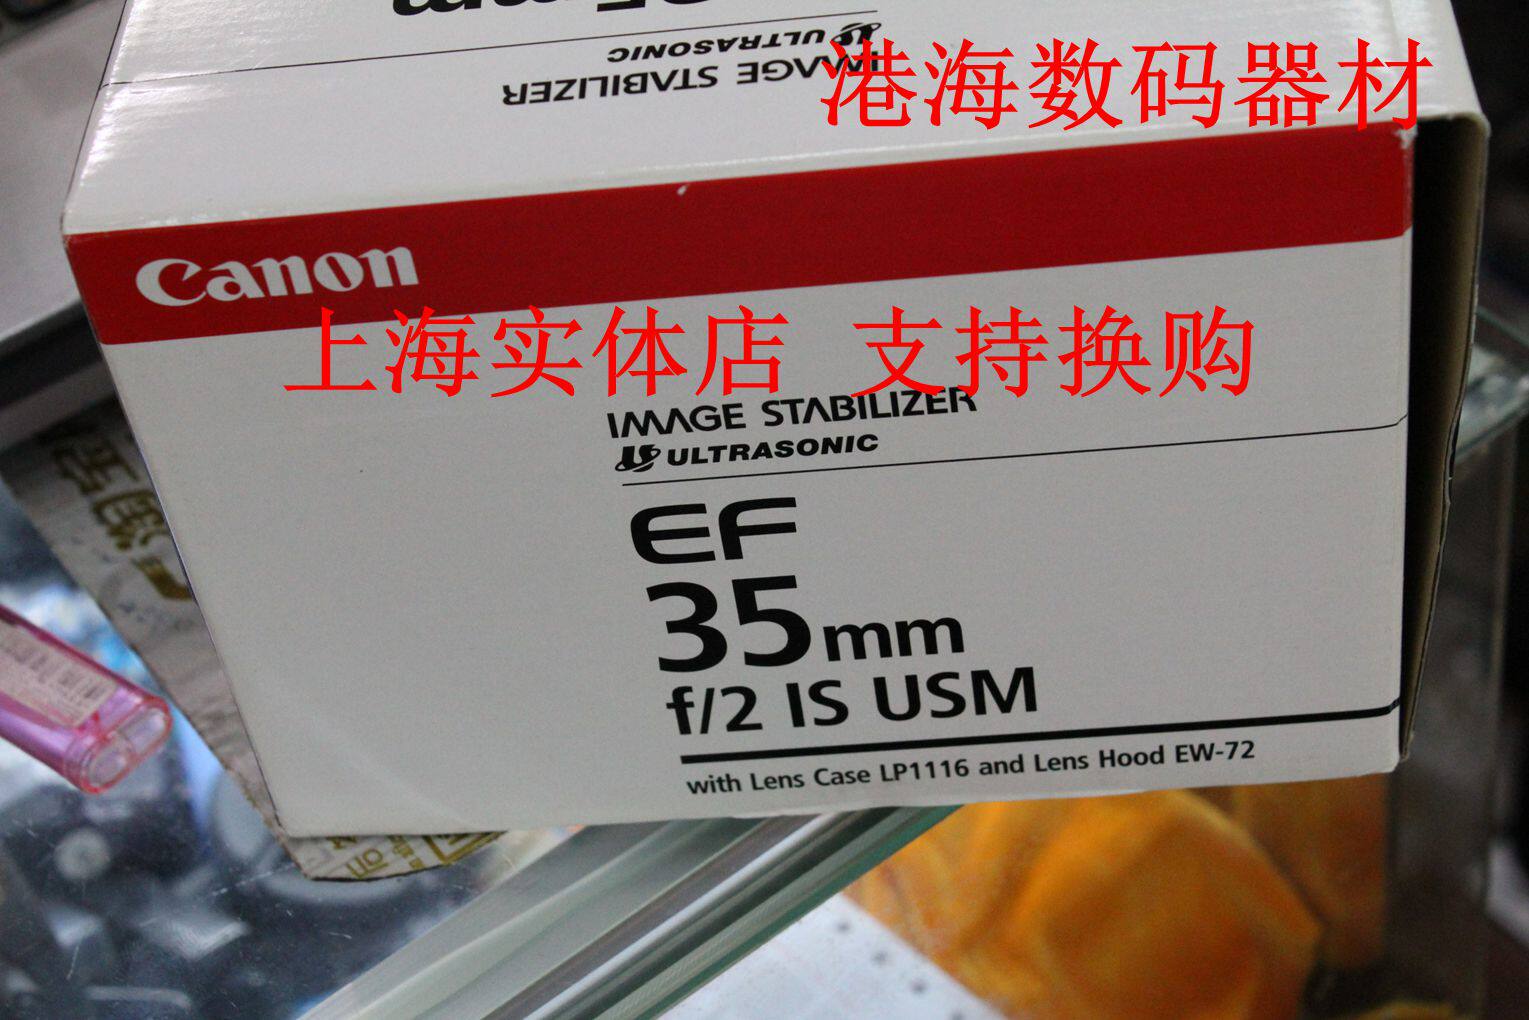 ULTRASONIC
IMAGE STABILIZER
港海数码器材
Canon
上海实体店 支持换购
IMAGE STABILIZER
ULTRASONIC
EF
35mm
f/2 IS USM
with Lens Case LP1116 and Lens Hood EW-72